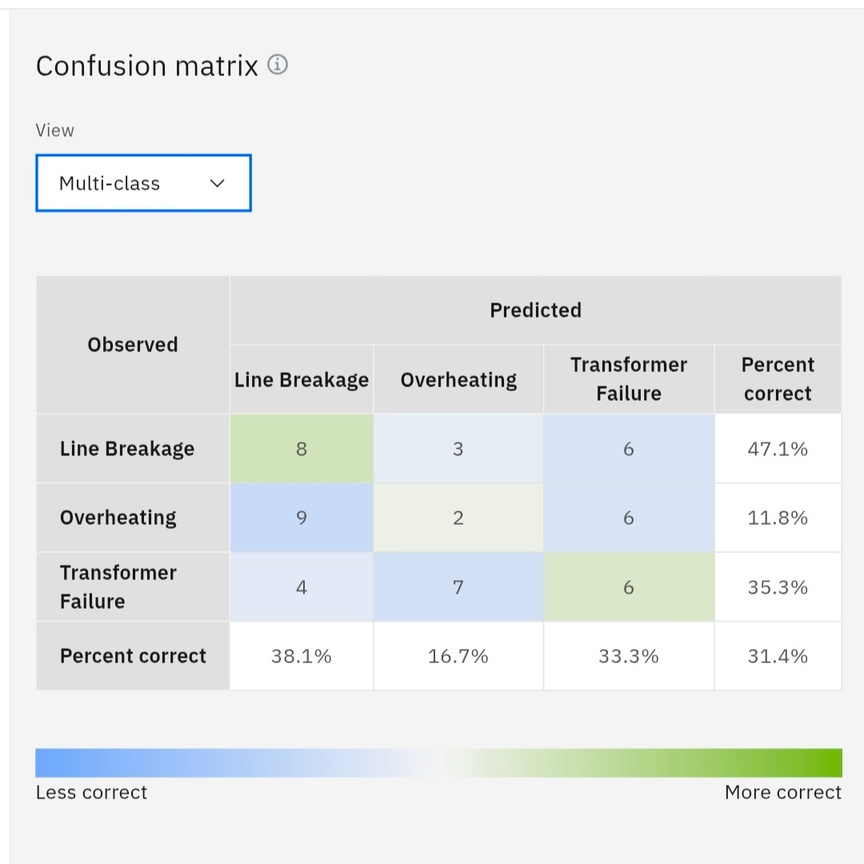 Confusion matrix
View
Multi-class
Observed
Predicted
Line Breakage
Overheating
Transformer
Failure
Percent
correct
Line Breakage 8 3 6 47.1%
Overheating 9 2 6 11.8%
Transformer
Failure 4 7 6 35.3%
Percent correct 38.1% 16.7% 33.3% 31.4%
Less correct
More correct